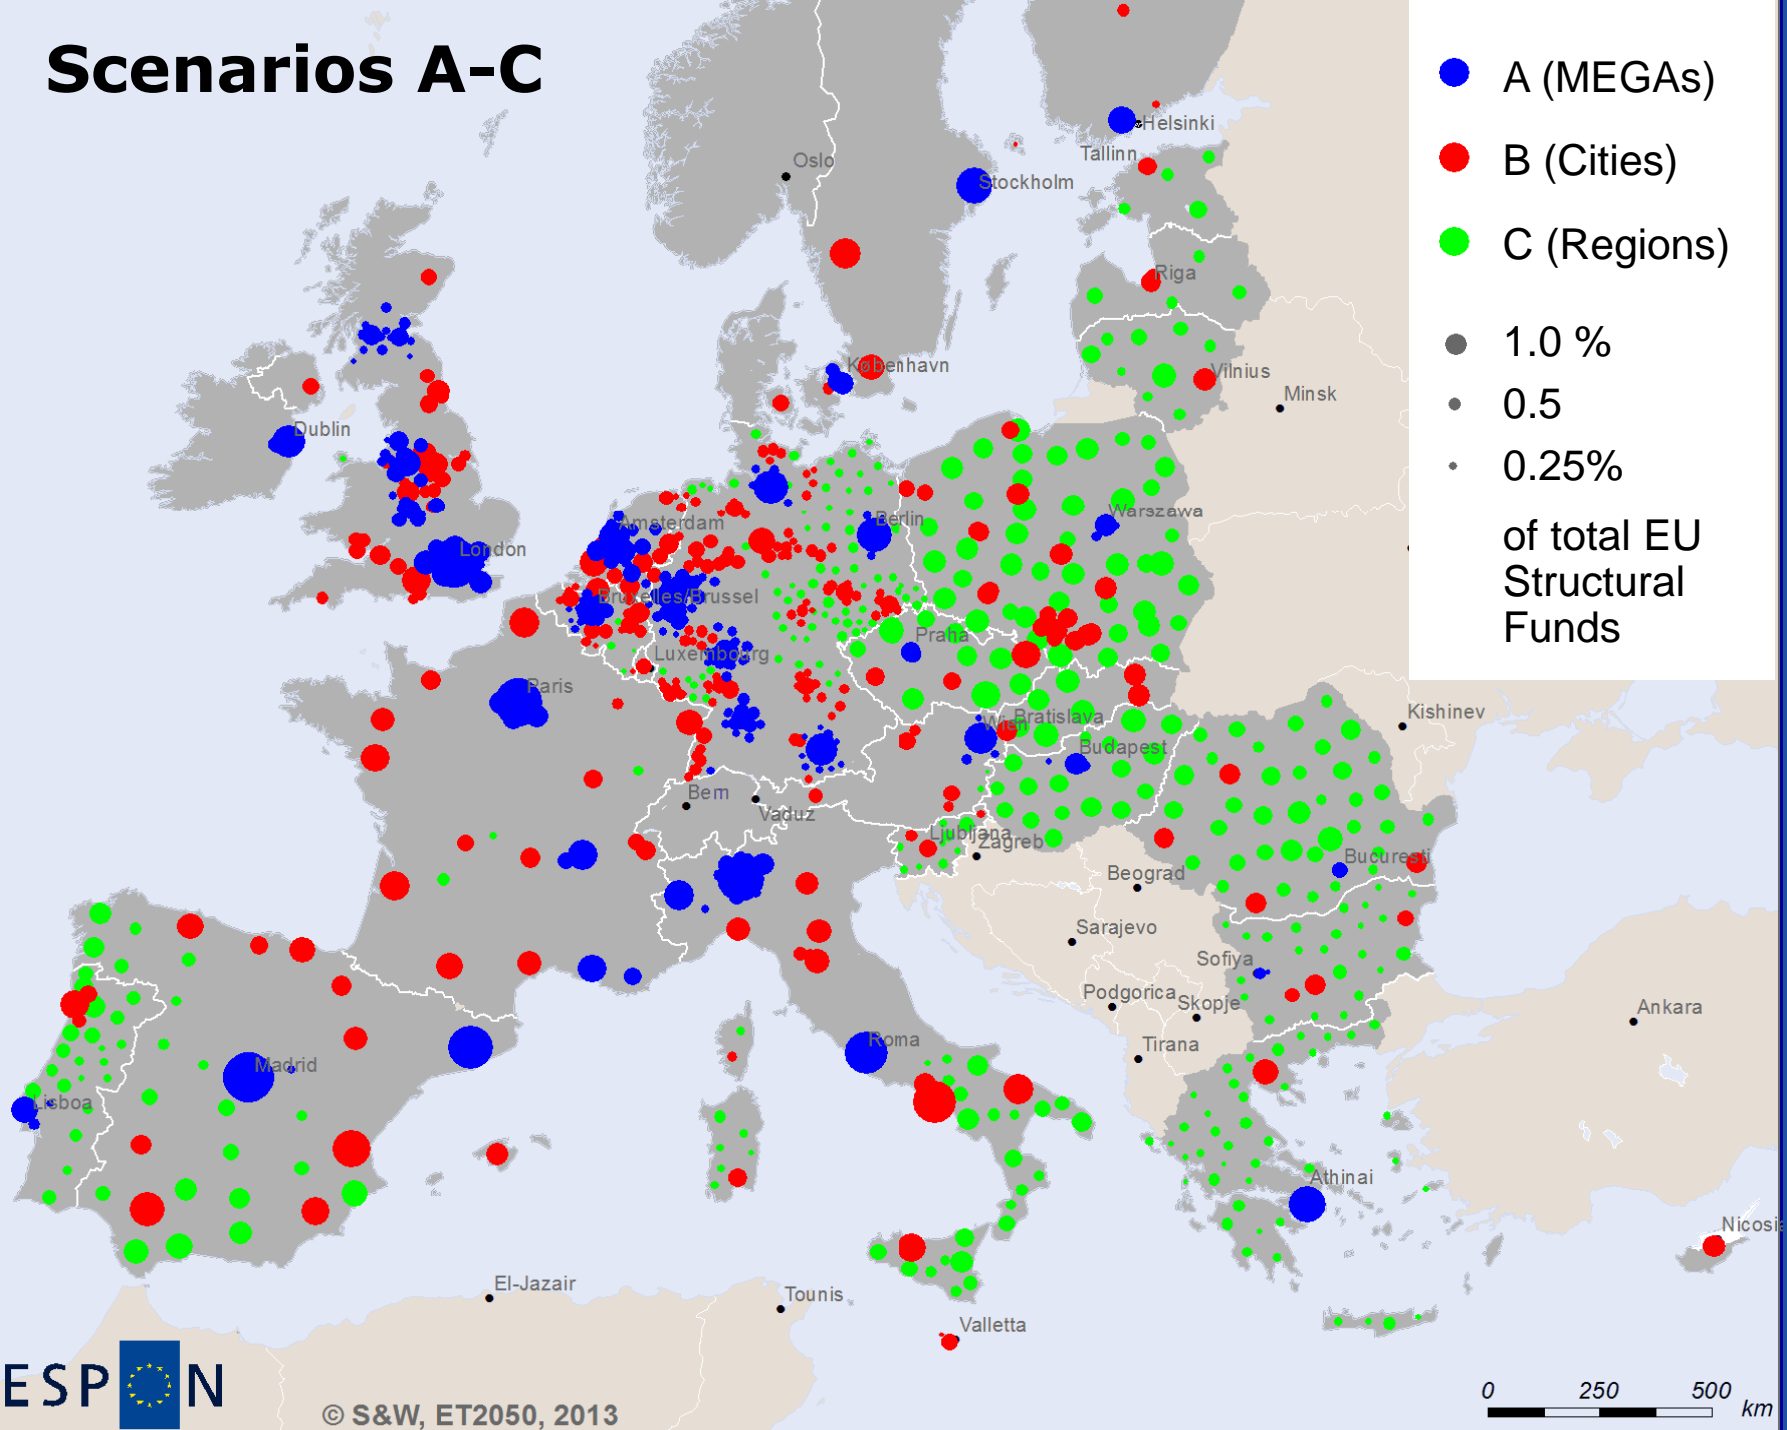 Scenarios A-C
A (MEGAs)
B (Cities)
C (Regions)
1.0 %
0.5
0.25%
of total EU
Structural
Funds
Helsinki
Tallinn
Oslo
Stockholm
Riga
København
Vilnius
Minsk
Dublin
Warszawa
Amsterdam
Berlin
London
Bruxelles/Brussel
Praha
Luxembourg
Paris
Kishinev
Wien
Bratislava
Budapest
Bern
Vaduz
Ljubljana
Zagreb
Bucuresti
Beograd
Sarajevo
Sofiya
Podgorica
Skopje
Ankara
Tirana
Roma
Madrid
Lisboa
Athinai
Nicosia
El-Jazair
Tounis
Valletta
ESPON
© S&W, ET2050, 2013
0 250 500
km